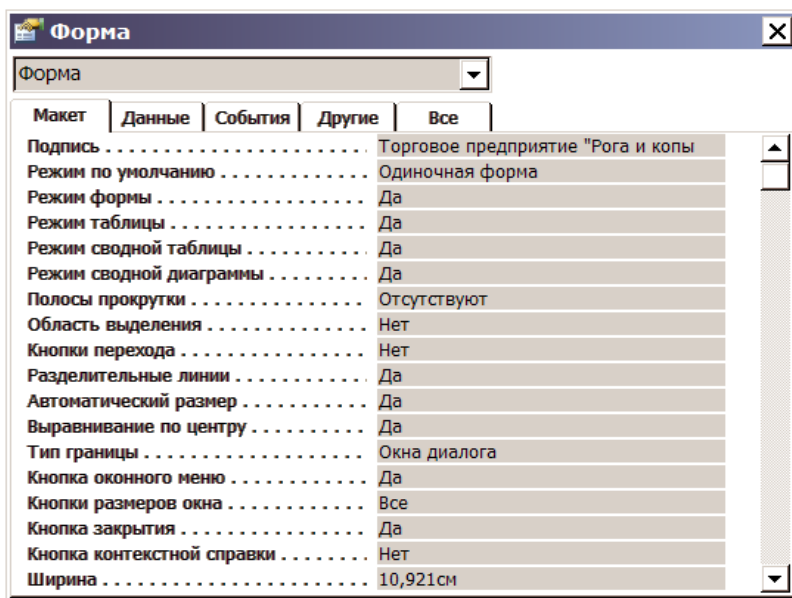 Форма
Форма
Макет Данные События Другие Все
Подпись . . . . . . . . . . . . . . . . . . . . . . . Торговое предприятие "Рога и копы
Режим по умолчанию . . . . . . . . . . . . . Одиночная форма
Режим формы . . . . . . . . . . . . . . . . . . Да
Режим таблицы . . . . . . . . . . . . . . . . . Да
Режим сводной таблицы . . . . . . . . . . . Да
Режим сводной диаграммы . . . . . . . . . Да
Полосы прокрутки . . . . . . . . . . . . . . . Отсутствуют
Область выделения . . . . . . . . . . . . . . Нет
Кнопки перехода . . . . . . . . . . . . . . . . Нет
Разделительные линии . . . . . . . . . . . . Да
Автоматический размер . . . . . . . . . . . Да
Выравнивание по центру . . . . . . . . . . Да
Тип границы . . . . . . . . . . . . . . . . . . . Окна диалога
Кнопка оконного меню . . . . . . . . . . . . Да
Кнопки размеров окна . . . . . . . . . . . . Все
Кнопка закрытия . . . . . . . . . . . . . . . . Да
Кнопка контекстной справки . . . . . . . . Нет
Ширина . . . . . . . . . . . . . . . . . . . . . . . 10,921см